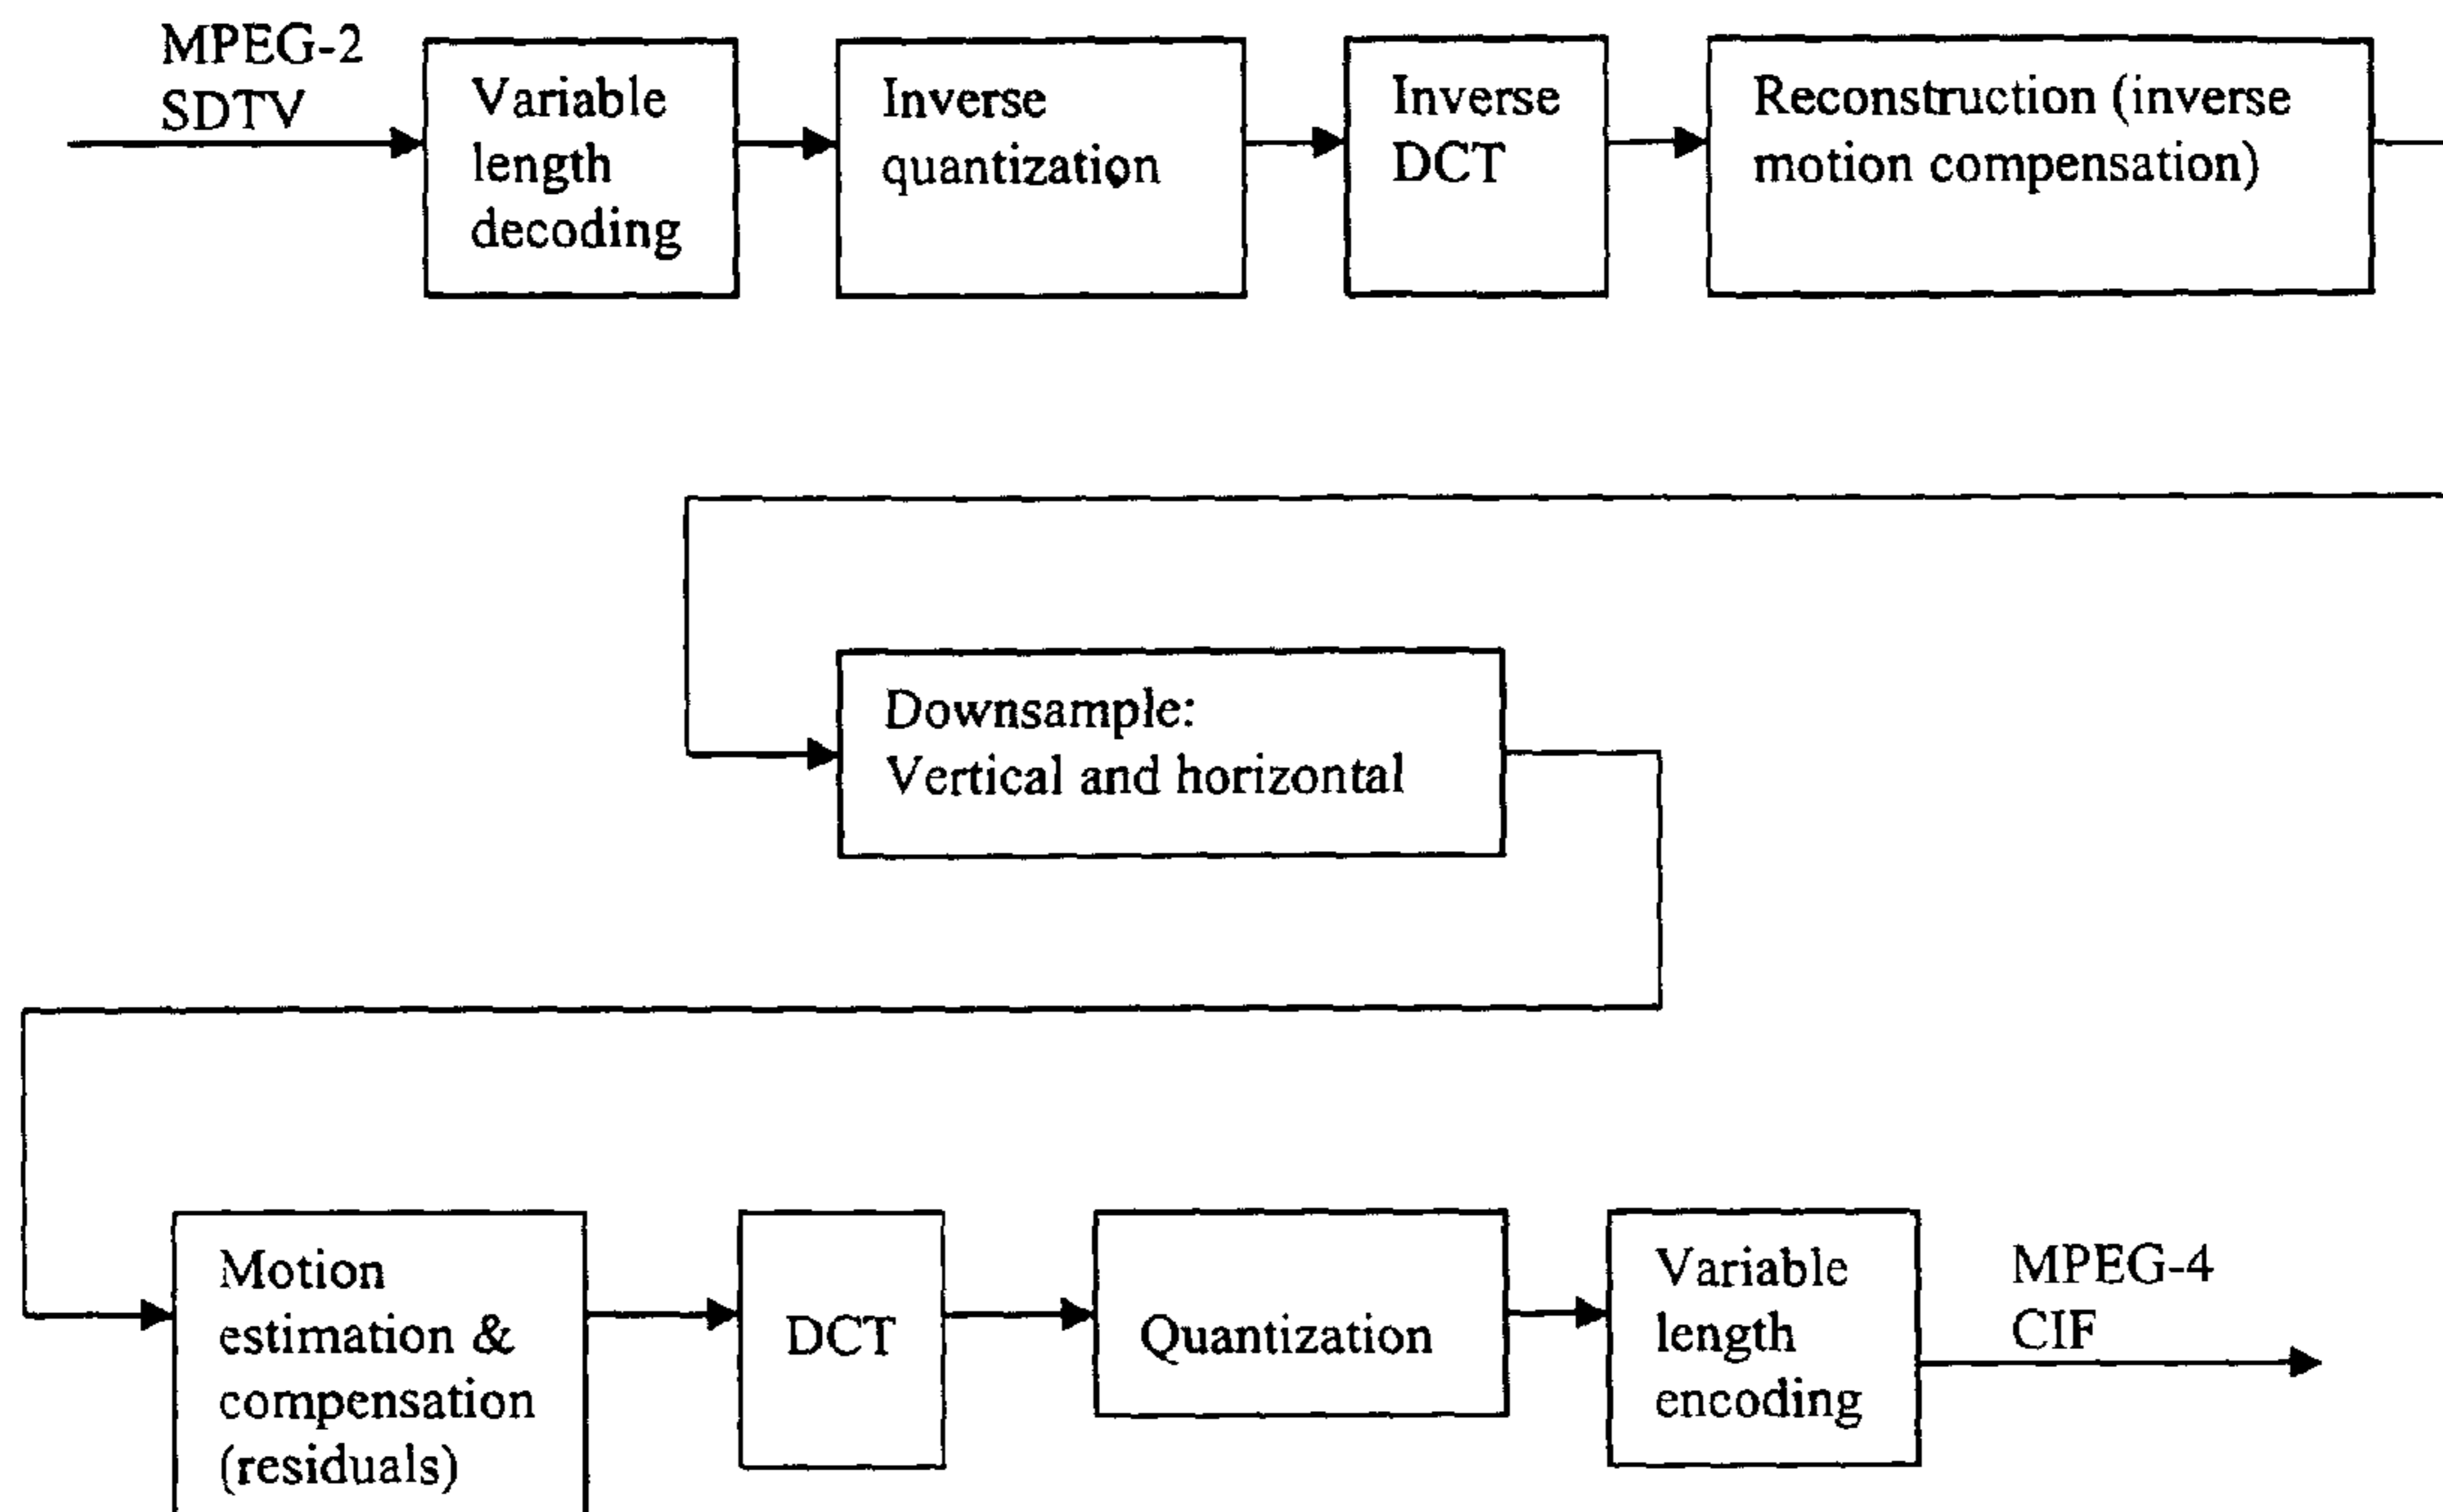 MPEG-2
SDTV
Variable
length
decoding
Inverse
quantization
Inverse
DCT
Reconstruction (inverse
motion compensation)
Downsample:
Vertical and horizontal
Motion
estimation &
compensation
(residuals)
DCT
Quantization
Variable
length
encoding
MPEG-4
CIF